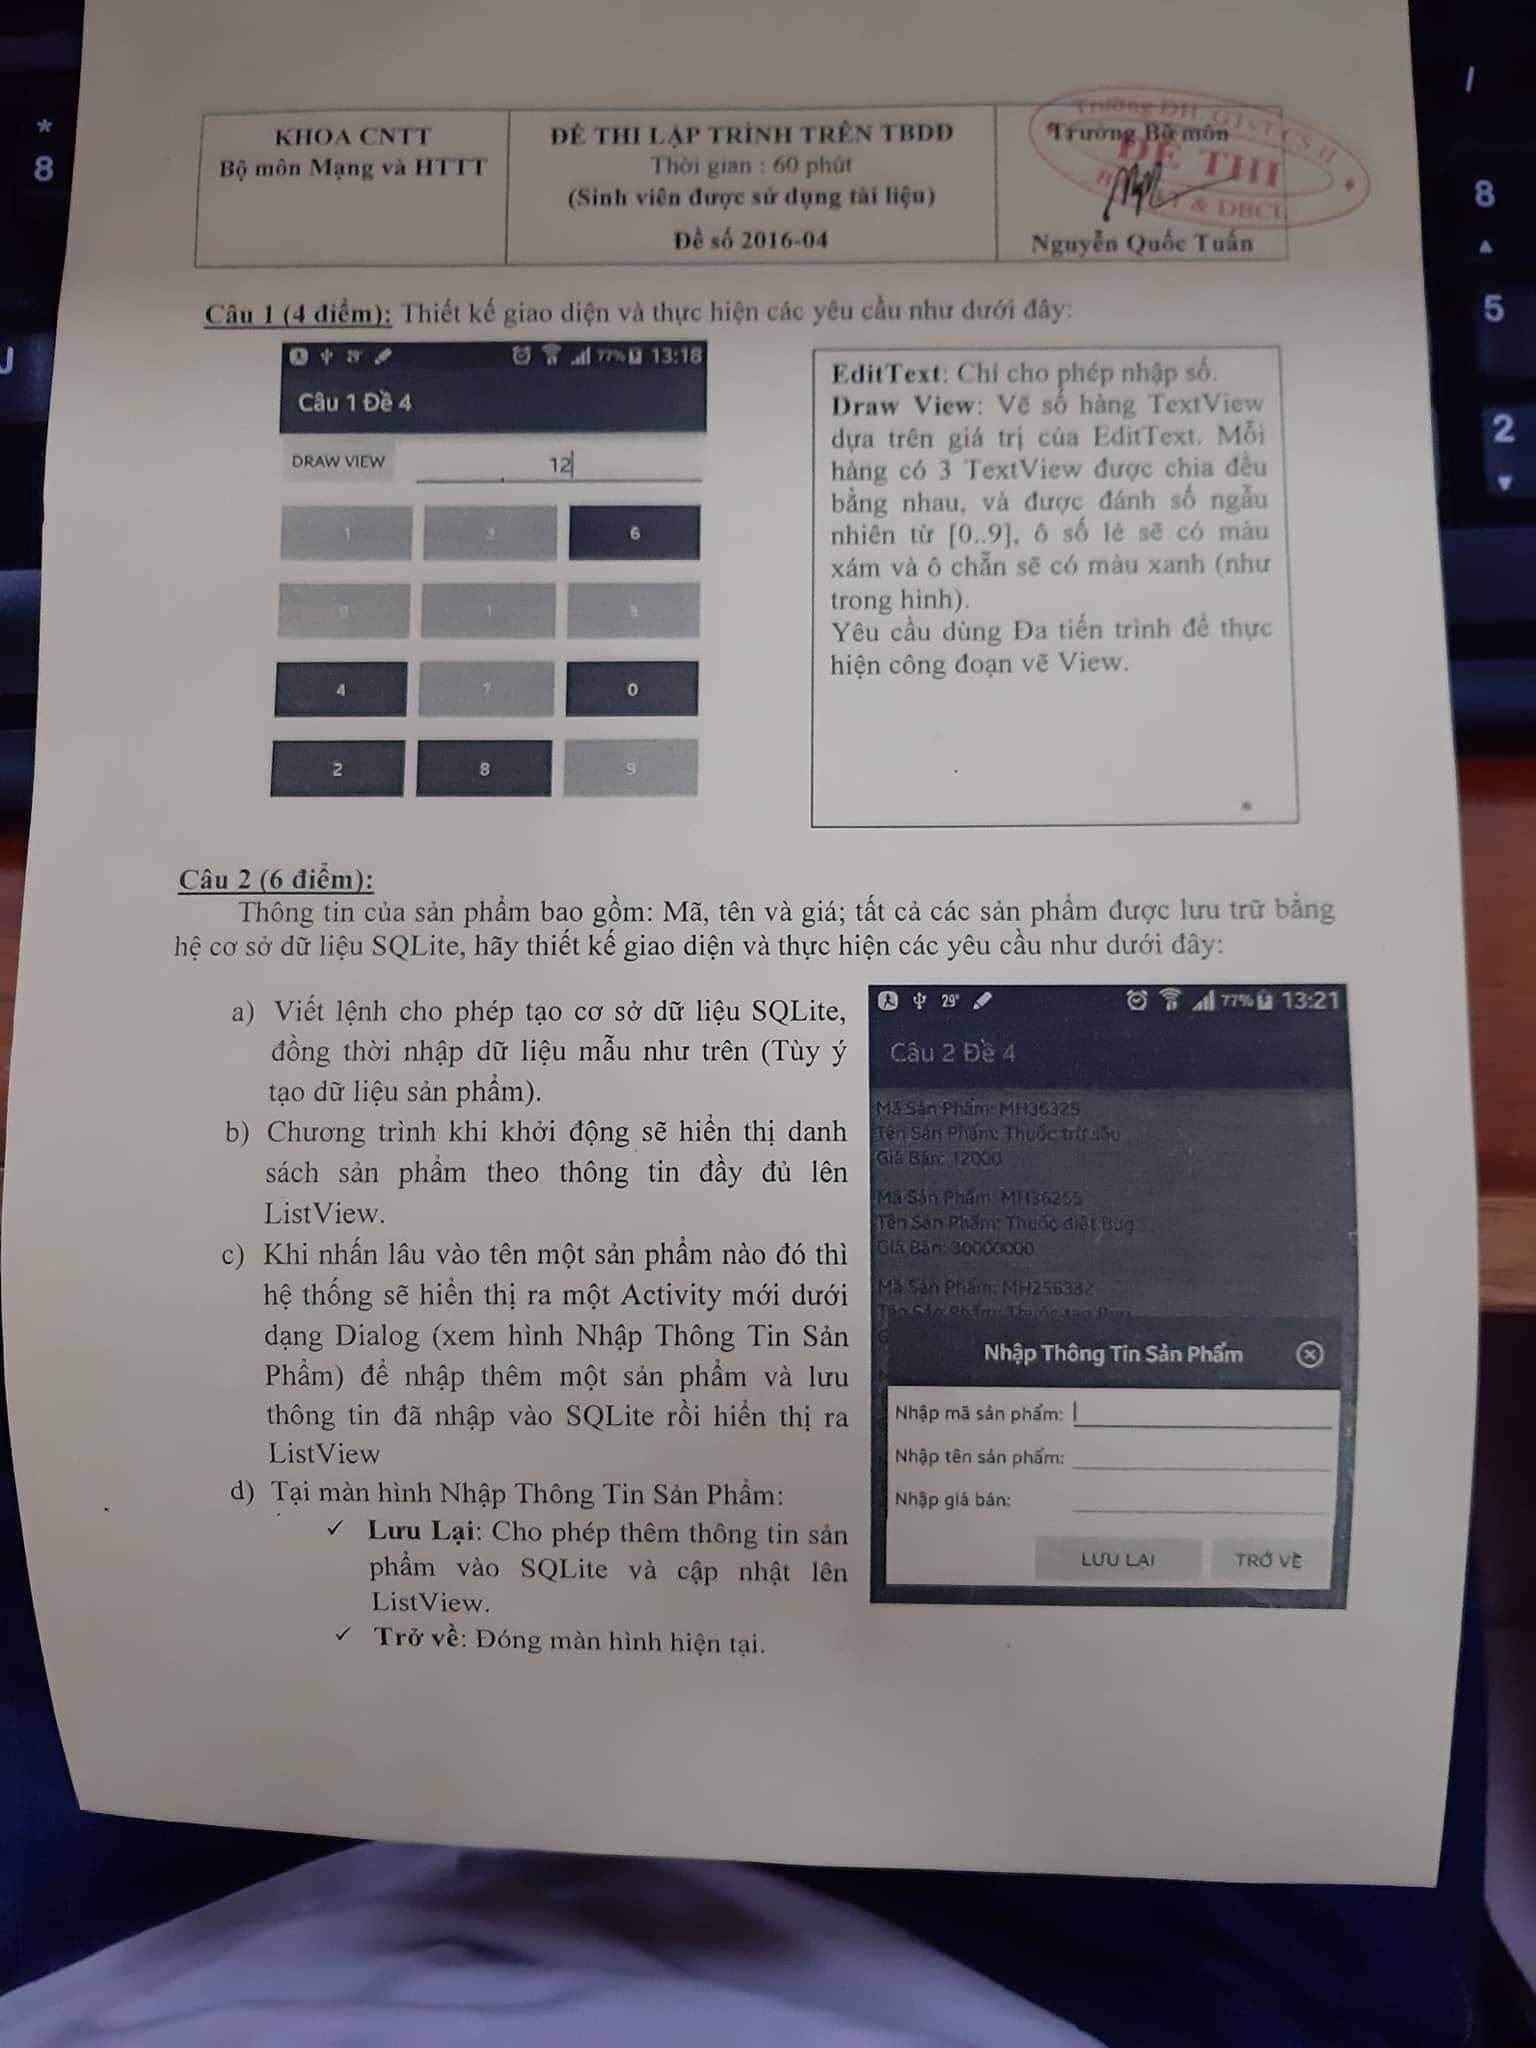 KHOA CNTT
Bộ môn Mạng và HTTT
ĐỀ THI LẬP TRÌNH TRÊN TBDĐ
Thời gian : 60 phút
(Sinh viên được sử dụng tài liệu)
Đề số 2016-04
Trưởng Bộ môn
ĐỀ THI
Nguyễn Quốc Tuấn
Câu 1 (4 điểm): Thiết kế giao diện và thực hiện các yêu cầu như dưới đây:
29° 77% 13:18
Câu 1 Đề 4
DRAW VIEW 12
1 3 6
1
4 7 0
2 8 9
EditText: Chỉ cho phép nhập số.
Draw View: Vẽ số hàng TextView
dựa trên giá trị của EditText. Mỗi
hàng có 3 TextView được chia đều
bằng nhau, và được đánh số ngẫu
nhiên từ [0..9], ô số lẻ sẽ có màu
xám và ô chẵn sẽ có màu xanh (như
trong hình).
Yêu cầu dùng Đa tiến trình để thực
hiện công đoạn vẽ View.
Câu 2 (6 điểm):
Thông tin của sản phẩm bao gồm: Mã, tên và giá; tất cả các sản phẩm được lưu trữ bằng
hệ cơ sở dữ liệu SQLite, hãy thiết kế giao diện và thực hiện các yêu cầu như dưới đây:
a) Viết lệnh cho phép tạo cơ sở dữ liệu SQLite,
đồng thời nhập dữ liệu mẫu như trên (Tùy ý
tạo dữ liệu sản phẩm).
b) Chương trình khi khởi động sẽ hiển thị danh
sách sản phẩm theo thông tin đầy đủ lên
ListView.
c) Khi nhấn lâu vào tên một sản phẩm nào đó thì
hệ thống sẽ hiển thị ra một Activity mới dưới
dạng Dialog (xem hình Nhập Thông Tin Sản
Phẩm) để nhập thêm một sản phẩm và lưu
thông tin đã nhập vào SQLite rồi hiển thị ra
ListView
d) Tại màn hình Nhập Thông Tin Sản Phẩm:
✓ Lưu Lại: Cho phép thêm thông tin sản
phẩm vào SQLite và cập nhật lên
ListView.
✓ Trở về: Đóng màn hình hiện tại.
29° 77% 13:21
Câu 2 Đề 4
Mã Sản Phẩm: MH36325
Tên Sản Phẩm: Thuốc trừ sâu
Giá Bán: 12000
Mã Sản Phẩm: MH36255
Tên Sản Phẩm: Thuốc diệt Bug
Giá Bán: 30000000
Mã Sản Phẩm: MH256332
Tên Sản Phẩm: Thuốc tạo Bug
Nhập Thông Tin Sản Phẩm
Nhập mã sản phẩm:
Nhập tên sản phẩm:
Nhập giá bán:
LƯU LẠI TRỞ VỀ
*
8
J
/
8
5
2